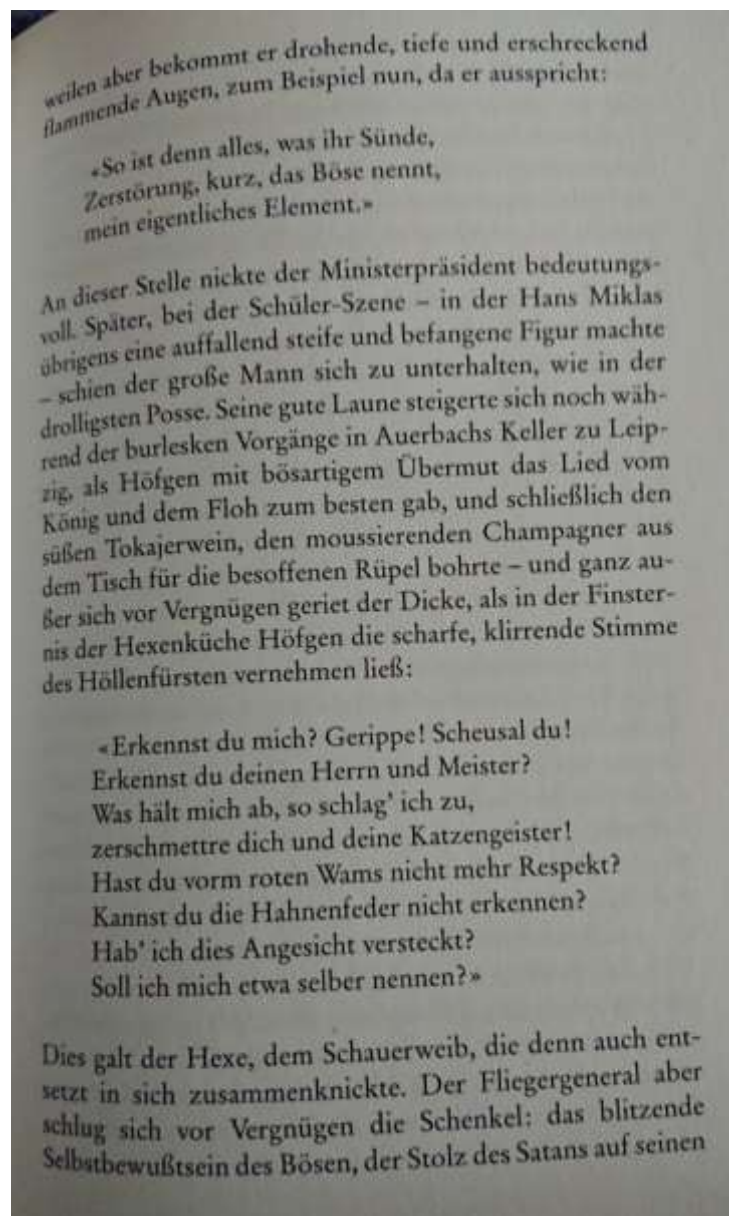 weilen aber bekommt er drohende, tiefe und erschreckend
flammende Augen, zum Beispiel nun, da er ausspricht:
«So ist denn alles, was ihr Sünde,
Zerstörung, kurz, das Böse nennt,
mein eigentliches Element.»
An dieser Stelle nickte der Ministerpräsident bedeutungs-
voll. Später, bei der Schüler-Szene – in der Hans Miklas
übrigens eine auffallend steife und befangene Figur machte
– schien der große Mann sich zu unterhalten, wie in der
drolligsten Posse. Seine gute Laune steigerte sich noch wäh-
rend der burlesken Vorgänge in Auerbachs Keller zu Leip-
zig, als Höfgen mit bösartigem Übermut das Lied vom
König und dem Floh zum besten gab, und schließlich den
süßen Tokajerwein, den moussierenden Champagner aus
dem Tisch für die besoffenen Rüpel bohrte – und ganz au-
ßer sich vor Vergnügen geriet der Dicke, als in der Finster-
nis der Hexenküche Höfgen die scharfe, klirrende Stimme
des Höllenfürsten vernehmen ließ:
«Erkennst du mich? Gerippe! Scheusal du!
Erkennst du deinen Herrn und Meister?
Was hält mich ab, so schlag' ich zu,
zerschmettre dich und deine Katzengeister!
Hast du vorm roten Wams nicht mehr Respekt?
Kannst du die Hahnenfeder nicht erkennen?
Hab' ich dies Angesicht versteckt?
Soll ich mich etwa selber nennen?»
Dies galt der Hexe, dem Schauerweib, die denn auch ent-
setzt in sich zusammenknickte. Der Fliegergeneral aber
schlug sich vor Vergnügen die Schenkel: das blitzende
Selbstbewußtsein des Bösen, der Stolz des Satans auf seinen